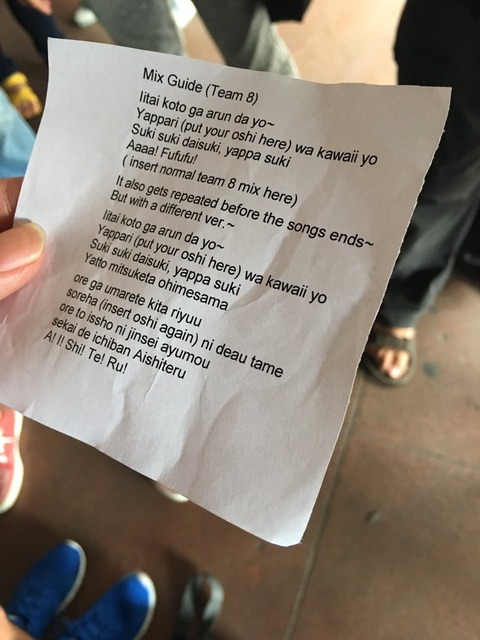 Mix Guide (Team 8)
Iitai koto ga arun da yo~
Yappari (put your oshi here) wa kawaii yo
Suki suki daisuki, yappa suki
Aaaa! Fufufu!
( insert normal team 8 mix here)
It also gets repeated before the songs ends~
But with a different ver.~
Iitai koto ga arun da yo~
Yappari (put your oshi here) wa kawaii yo
Suki suki daisuki, yappa suki
Yatto mitsuketa ohimesama
ore ga umarete kita riyuu
soreha (insert oshi again) ni deau tame
ore to issho ni jinsei ayumou
sekai de ichiban Aishiteru
A! I! Shi! Te! Ru!